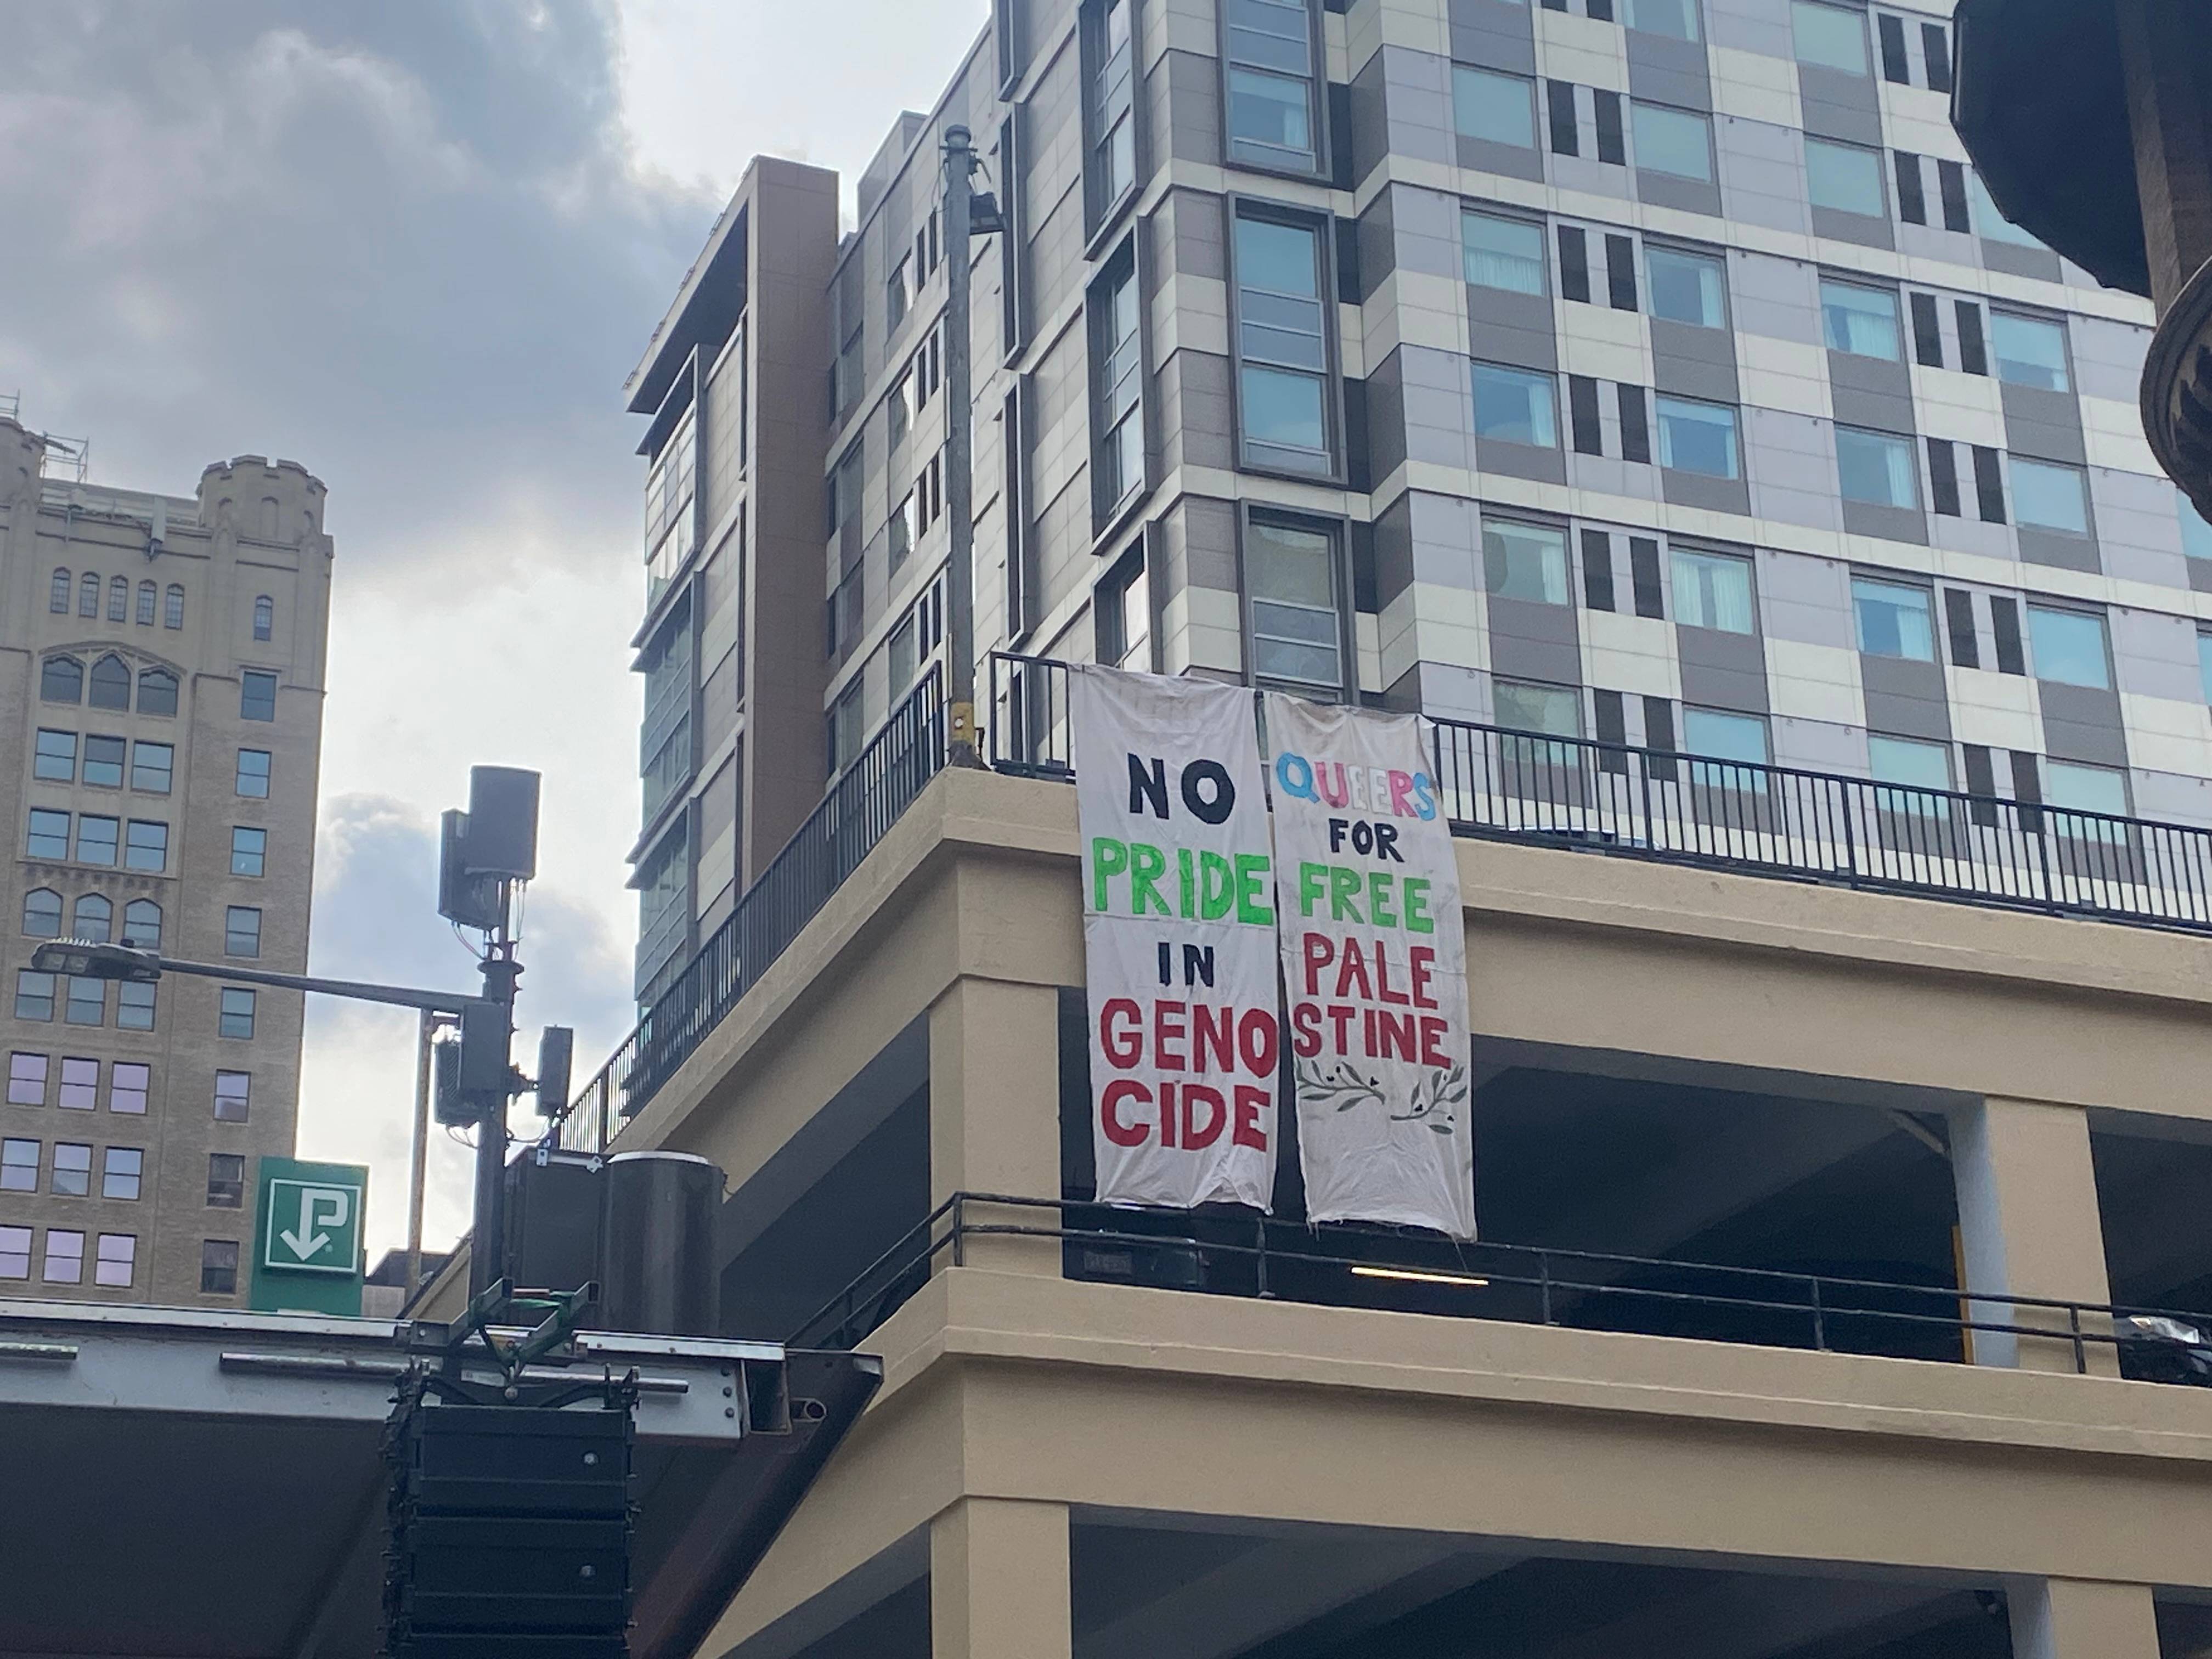 NO
PRIDE
IN
GENO
CIDE
QUEERS
FOR
FREE
PALE
STINE
P